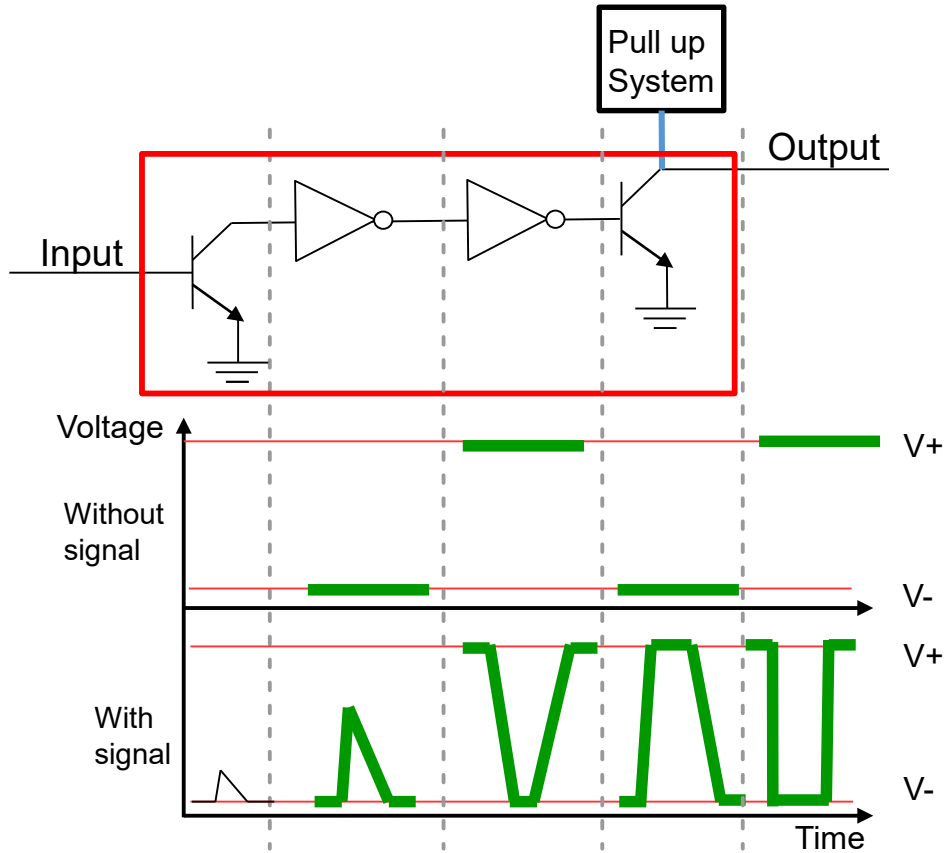 Pull up
System
Output
Input
Voltage
V+
Without
signal
V-
V+
With
signal
V-
Time